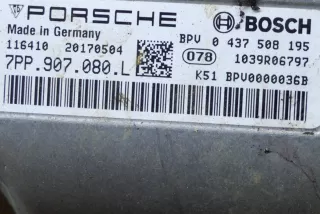 PORSCHE
BOSCH
Made in Germany
BPV 0 437 508 195
116410 20170504
078 1039R06797
7PP.907.080.L
K51 BPV0000036B